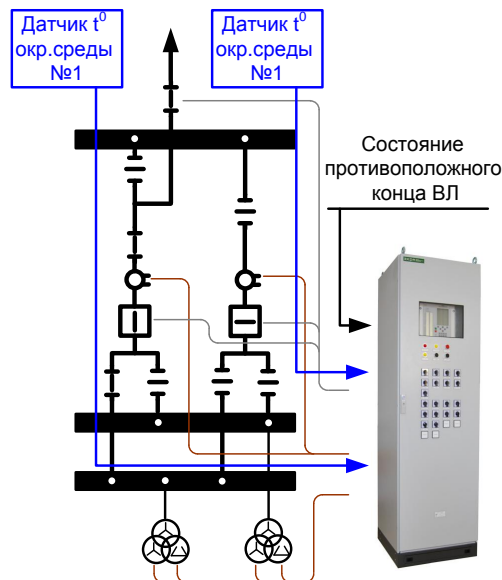 Датчик t⁰
окр.среды
№1
Датчик t⁰
окр.среды
№1
Состояние
противоположного
конца ВЛ